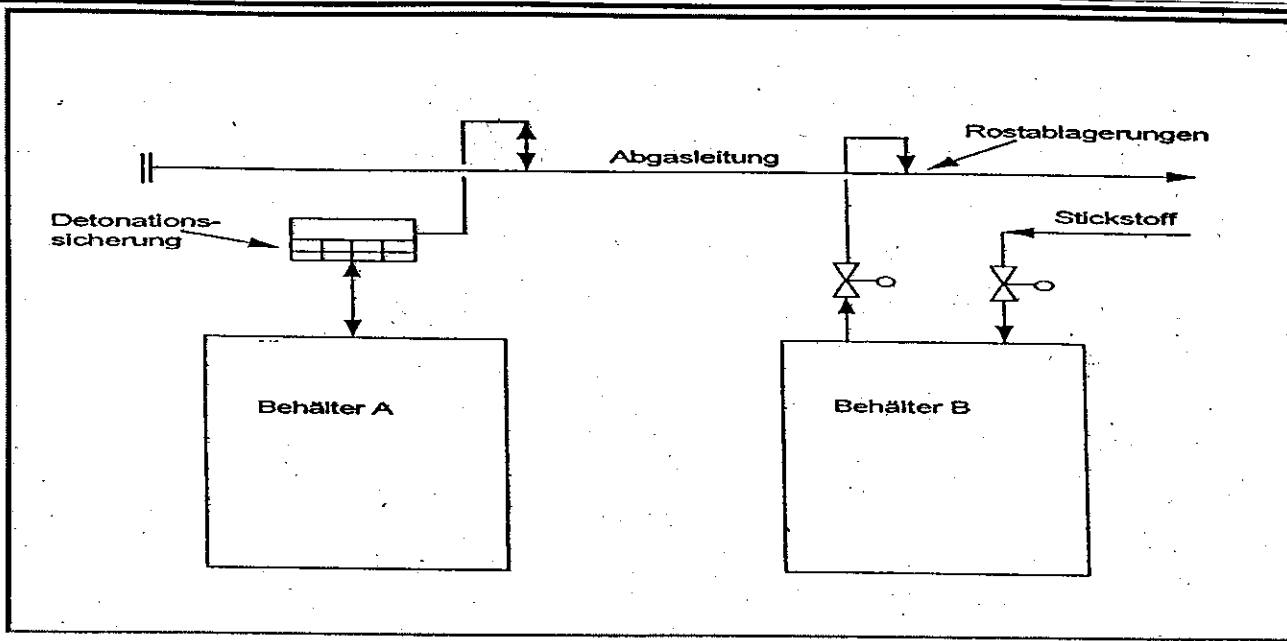 Rostablagerungen
Abgasleitung
Detonations-
sicherung
Stickstoff
Behälter A
Behälter B